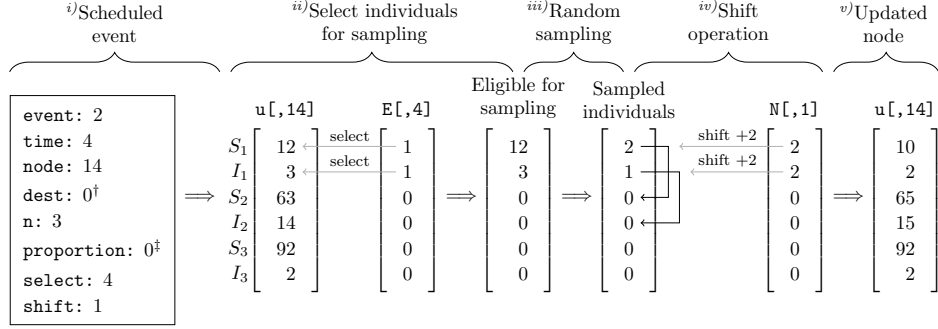 i)Scheduled event
ii)Select individuals for sampling
iii)Random sampling
iv)Shift operation
v)Updated node
event: 2
time: 4
node: 14
dest: 0†
n: 3
proportion: 0‡
select: 4
shift: 1
⟹
u[,14] E[,4]
S1 12 select 1
I1 3 select 1
S2 63 0
I2 14 0
S3 92 0
I3 2 0
⟹
Eligible for
sampling
12
3
0
0
0
0
⟹
Sampled
individuals
2
1
0
0
0
0
N[,1]
shift +2 2
shift +2 2
0
0
0
0
⟹
u[,14]
10
2
65
15
92
2